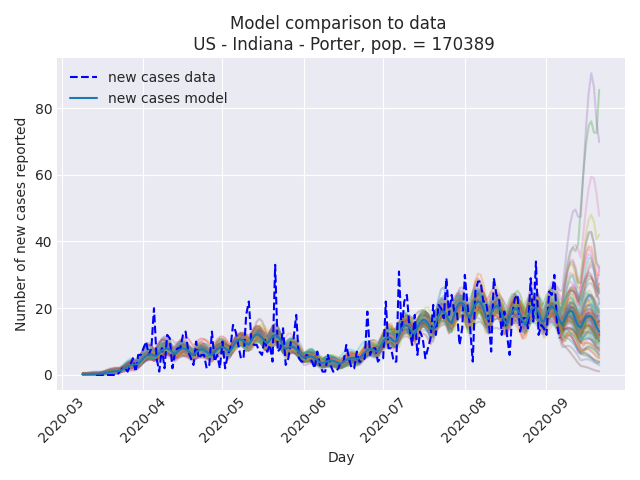 Model comparison to data
US - Indiana - Porter, pop. = 170389
new cases data
new cases model
Number of new cases reported
80
60
40
20
0
2020-03
2020-04
2020-05
2020-06
2020-07
2020-08
2020-09
Day